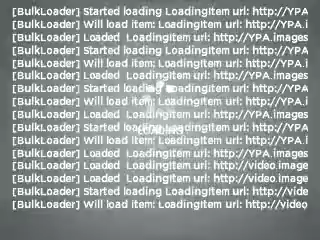 [BulkLoader] Started loading LoadingItem url: http://YPA
[BulkLoader] Will load item: LoadingItem url: http://YPA.i
[BulkLoader] Loaded LoadingItem url: http://YPA.images
[BulkLoader] Started loading LoadingItem url: http://YPA
[BulkLoader] Will load item: LoadingItem url: http://YPA.i
[BulkLoader] Loaded LoadingItem url: http://YPA.images
[BulkLoader] Started loading LoadingItem url: http://YPA
[BulkLoader] Will load item: LoadingItem url: http://YPA.i
[BulkLoader] Loaded LoadingItem url: http://YPA.images
[BulkLoader] Started loading LoadingItem url: http://YPA
LOADING
[BulkLoader] Will load item: LoadingItem url: http://YPA.i
[BulkLoader] Loaded LoadingItem url: http://YPA.images
[BulkLoader] Loaded LoadingItem url: http://video.image
[BulkLoader] Loaded LoadingItem url: http://video.image
[BulkLoader] Started loading LoadingItem url: http://vide
[BulkLoader] Will load item: LoadingItem url: http://video